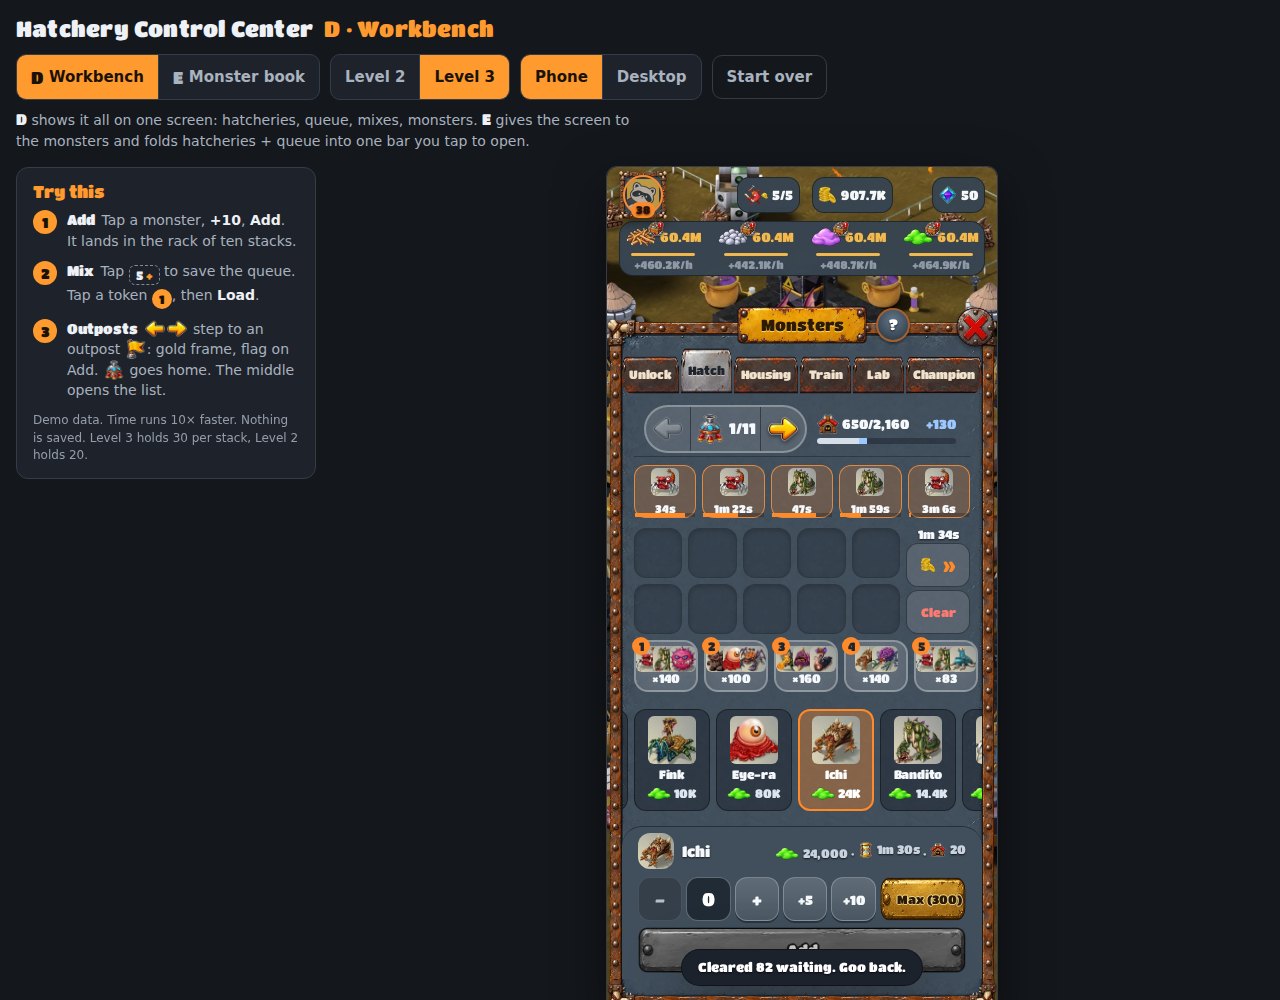 Hatchery Control Center D · Workbench
D Workbench E Monster book Level 2 Level 3 Phone Desktop Start over
D shows it all on one screen: hatcheries, queue, mixes, monsters. E gives the screen to
the monsters and folds hatcheries + queue into one bar you tap to open.
Try this
1 Add Tap a monster, +10, Add.
It lands in the rack of ten stacks.
2 Mix Tap 5+ to save the queue.
Tap a token 1, then Load.
3 Outposts step to an
outpost : gold frame, flag on
Add. goes home. The middle
opens the list.
Demo data. Time runs 10× faster. Nothing
is saved. Level 3 holds 30 per stack, Level 2
holds 20.
30 5/5 907.7K 50
60.4M 60.4M 60.4M 60.4M
+460.2K/h +442.1K/h +448.7K/h +464.9K/h
Monsters ?
Unlock Hatch Housing Train Lab Champion
1/11 650/2,160 +130
34s 1m 22s 47s 1m 59s 3m 6s
1m 34s
»
Clear
1 2 3 4 5
×140 ×100 ×160 ×140 ×83
Fink Eye-ra Ichi Bandito
10K 80K 24K 14.4K
Ichi 24,000 · 1m 30s · 20
− 0 + +5 +10 Max (300)
Add
Cleared 82 waiting. Goo back.